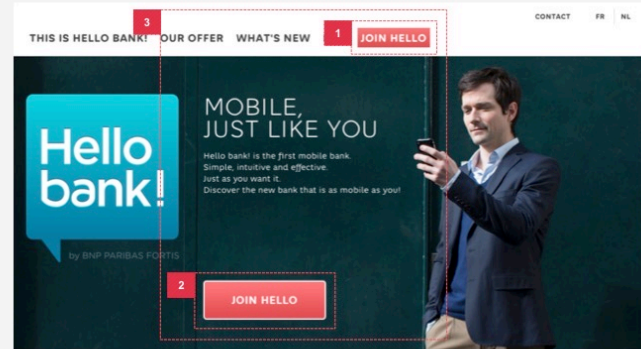 CONTACT FR NL
THIS IS HELLO BANK! OUR OFFER WHAT'S NEW JOIN HELLO
3
1
MOBILE,
JUST LIKE YOU
Hello bank! is the first mobile bank.
Simple, intuitive and effective.
Just as you want it.
Discover the new bank that is as mobile as you!
Hello
bank!
by BNP PARIBAS FORTIS
2
JOIN HELLO